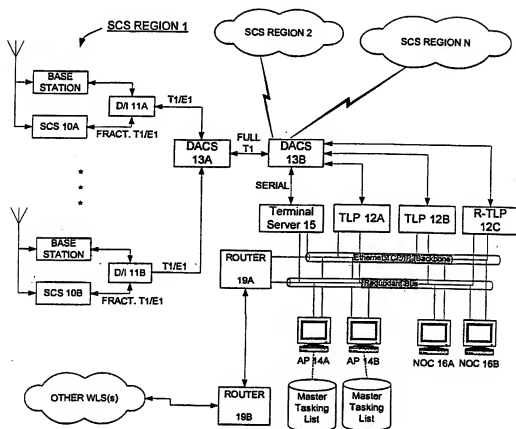 SCS REGION 1
SCS REGION 2
SCS REGION N
BASE
STATION
D/I 11A
T1/E1
SCS 10A
FRACT. T1/E1
DACS
13A
FULL
T1
DACS
13B
SERIAL
Terminal
Server 15
TLP 12A
TLP 12B
R-TLP
12C
BASE
STATION
D/I 11B
T1/E1
SCS 10B
FRACT. T1/E1
ROUTER
19A
Ethernet(TCP/IP) Backbone
Redundant Bus
AP 14A
AP 14B
NOC 16A
NOC 16B
OTHER WLS(s)
ROUTER
19B
Master
Tasking
List
Master
Tasking
List